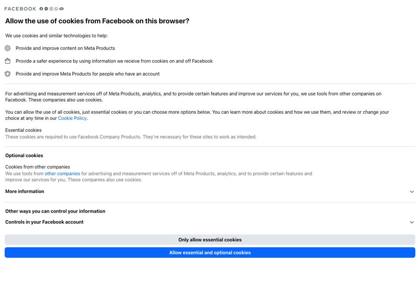 FACEBOOK
Allow the use of cookies from Facebook on this browser?
We use cookies and similar technologies to help:
Provide and improve content on Meta Products
Provide a safer experience by using information we receive from cookies on and off Facebook
Provide and improve Meta Products for people who have an account
For advertising and measurement services off of Meta Products, analytics, and to provide certain features and improve our services for you, we use tools from other companies on
Facebook. These companies also use cookies.
You can allow the use of all cookies, just essential cookies or you can choose more options below. You can learn more about cookies and how we use them, and review or change your
choice at any time in our Cookie Policy.
Essential cookies
These cookies are required to use Facebook Company Products. They're necessary for these sites to work as intended.
Optional cookies
Cookies from other companies
We use tools from other companies for advertising and measurement services off of Meta Products, analytics, and to provide certain features and
improve our services for you. These companies also use cookies.
More information
Other ways you can control your information
Controls in your Facebook account
Only allow essential cookies
Allow essential and optional cookies